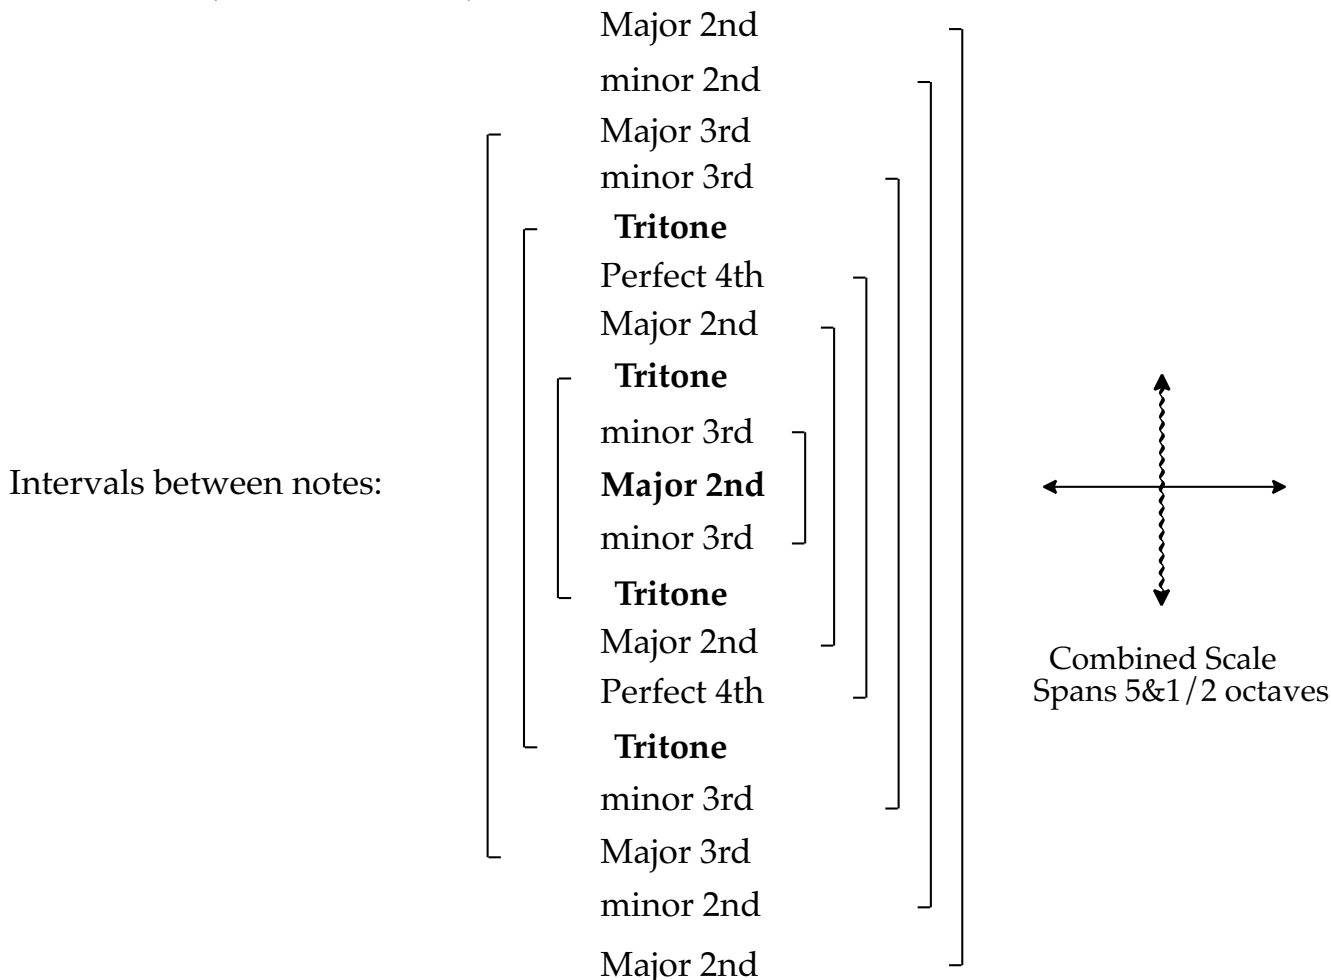 Major 2nd
minor 2nd
Major 3rd
minor 3rd
Tritone
Perfect 4th
Major 2nd
Tritone
minor 3rd
Intervals between notes:
Major 2nd
minor 3rd
Tritone
Major 2nd
Perfect 4th
Tritone
minor 3rd
Major 3rd
minor 2nd
Major 2nd
Combined Scale
Spans 5&1/2 octaves